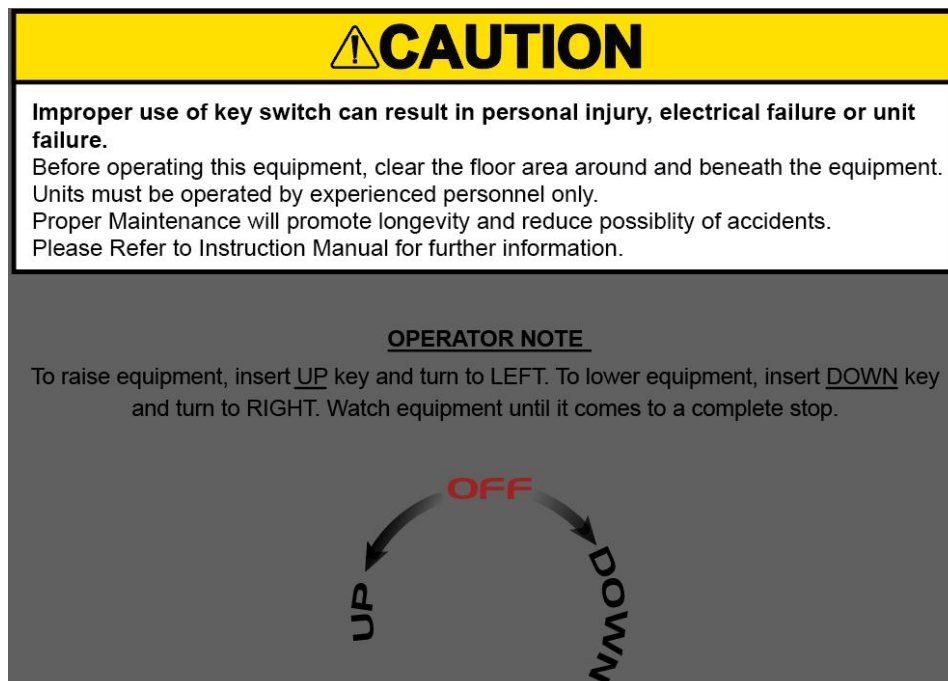 ⚠CAUTION
Improper use of key switch can result in personal injury, electrical failure or unit
failure.
Before operating this equipment, clear the floor area around and beneath the equipment.
Units must be operated by experienced personnel only.
Proper Maintenance will promote longevity and reduce possiblity of accidents.
Please Refer to Instruction Manual for further information.
OPERATOR NOTE
To raise equipment, insert UP key and turn to LEFT. To lower equipment, insert DOWN key
and turn to RIGHT. Watch equipment until it comes to a complete stop.
OFF
UP
DOWN